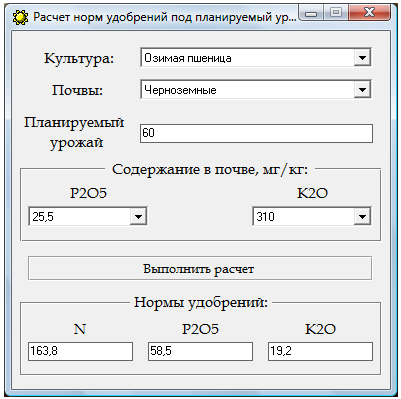 Расчет норм удобрений под планируемый ур...
Культура: Озимая пшеница
Почвы: Черноземные
Планируемый
урожай 60
Содержание в почве, мг/кг:
P2O5 K2O
25,5 310
Выполнить расчет
Нормы удобрений:
N P2O5 K2O
163,8 58,5 19,2